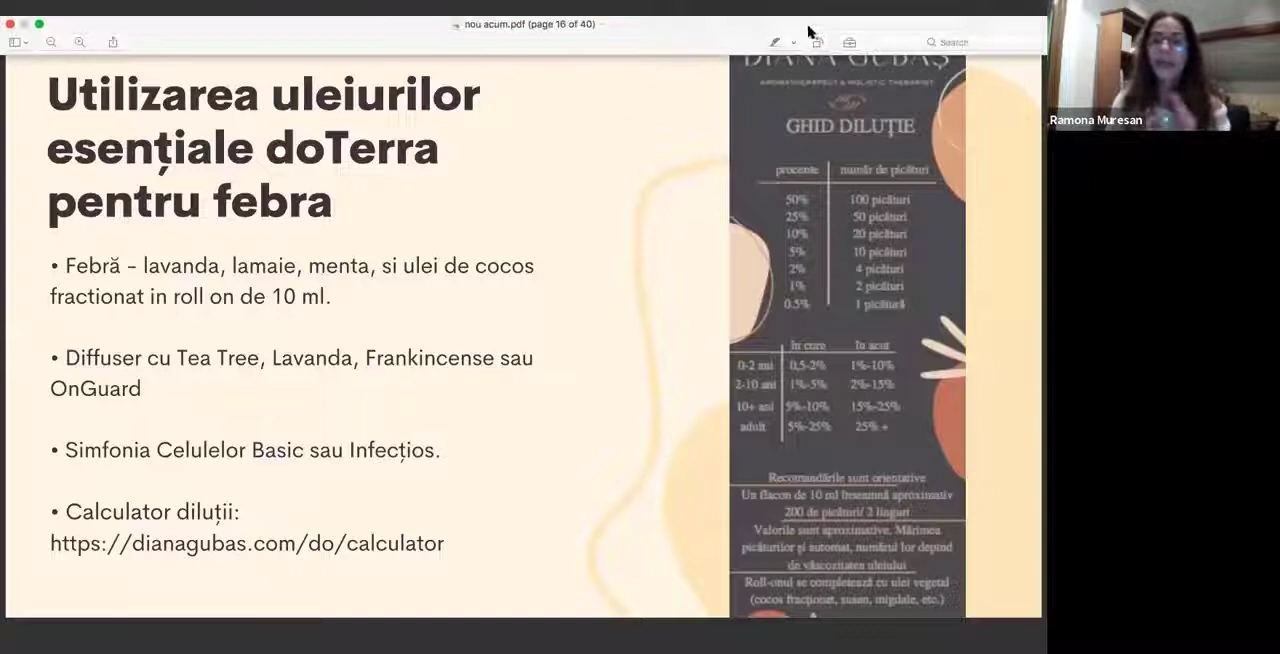 nou acum.pdf (page 16 of 40)
Search
Ramona Muresan
Utilizarea uleiurilor
esențiale doTerra
pentru febra
• Febră - lavanda, lamaie, menta, si ulei de cocos
fractionat in roll on de 10 ml.
• Diffuser cu Tea Tree, Lavanda, Frankincense sau
OnGuard
• Simfonia Celulelor Basic sau Infecțios.
• Calculator diluții:
https://dianagubas.com/do/calculator
DIANA GUBAȘ
AROMATHERAPIST & HOLISTIC THERAPIST
GHID DILUȚIE
procente număr de picături
50% 100 picături
25% 50 picături
10% 20 picături
5% 10 picături
2% 4 picături
1% 2 picături
0.5% 1 picătură
în cure în acut
0-2 ani 0,5-2% 1%-10%
2-10 ani 1%-5% 2%-15%
10+ ani 5%-10% 15%-25%
adult 5%-25% 25% +
Recomandările sunt orientative
Un flacon de 10 ml înseamnă aproximativ
200 de picături/ 2 linguri
Valorile sunt aproximative. Mărimea
picăturilor și automat, numărul lor depind
de vâscozitatea uleiului
Roll-onul se completează cu ulei vegetal
(cocos fracționat, susan, migdale, etc.)